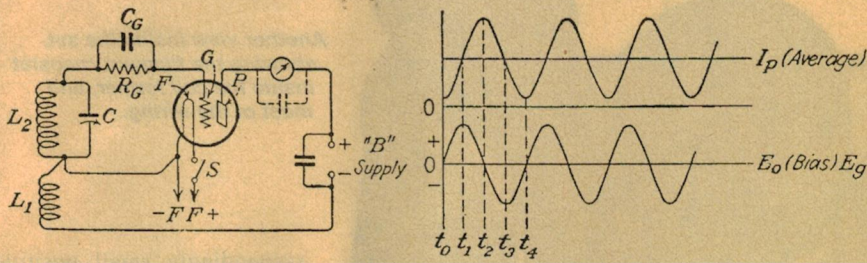 C_G
R_G
G
F
P
L_2
C
L_1
S
-F F+
+
"B"
Supply
-
I_p (Average)
0
+
0
-
E_o (Bias) E_g
t_0 t_1 t_2 t_3 t_4